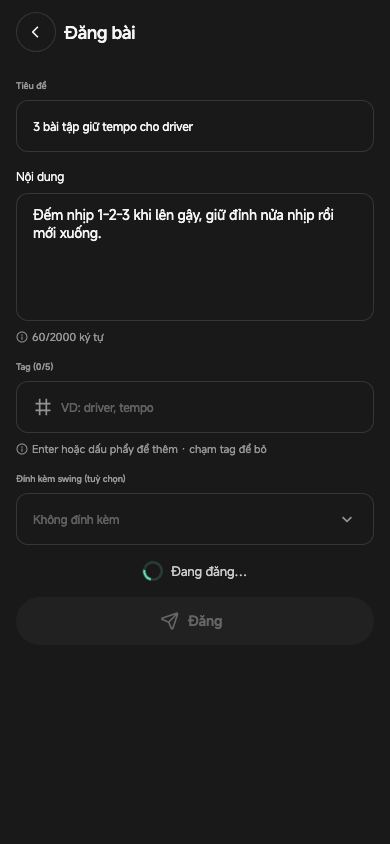 Đăng bài
Tiêu đề
3 bài tập giữ tempo cho driver
Nội dung
Đếm nhịp 1-2-3 khi lên gậy, giữ đỉnh nửa nhịp rồi
mới xuống.
60/2000 ký tự
Tag (0/5)
VD: driver, tempo
Enter hoặc dấu phẩy để thêm · chạm tag để bỏ
Đính kèm swing (tuỳ chọn)
Không đính kèm
Đang đăng...
Đăng